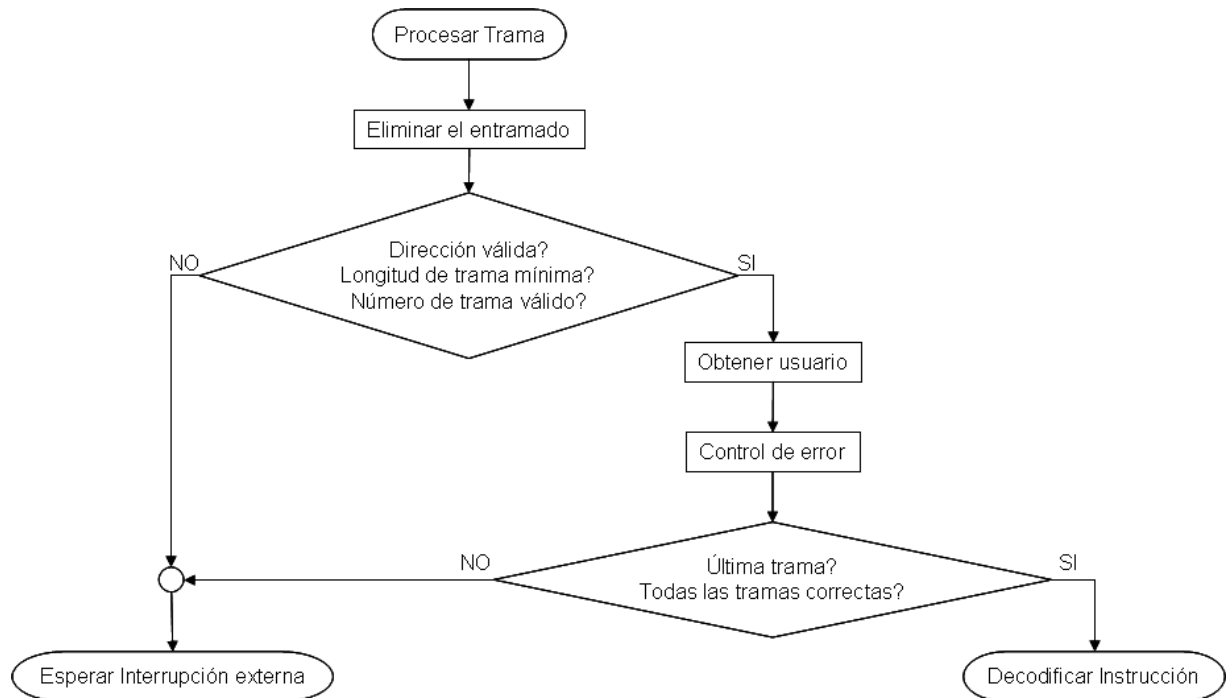 Procesar Trama
Eliminar el entramado
Dirección válida?
NO
SI
Longitud de trama mínima?
Número de trama válido?
Obtener usuario
Control de error
NO
Última trama?
SI
Todas las tramas correctas?
Esperar Interrupción externa
Decodificar Instrucción